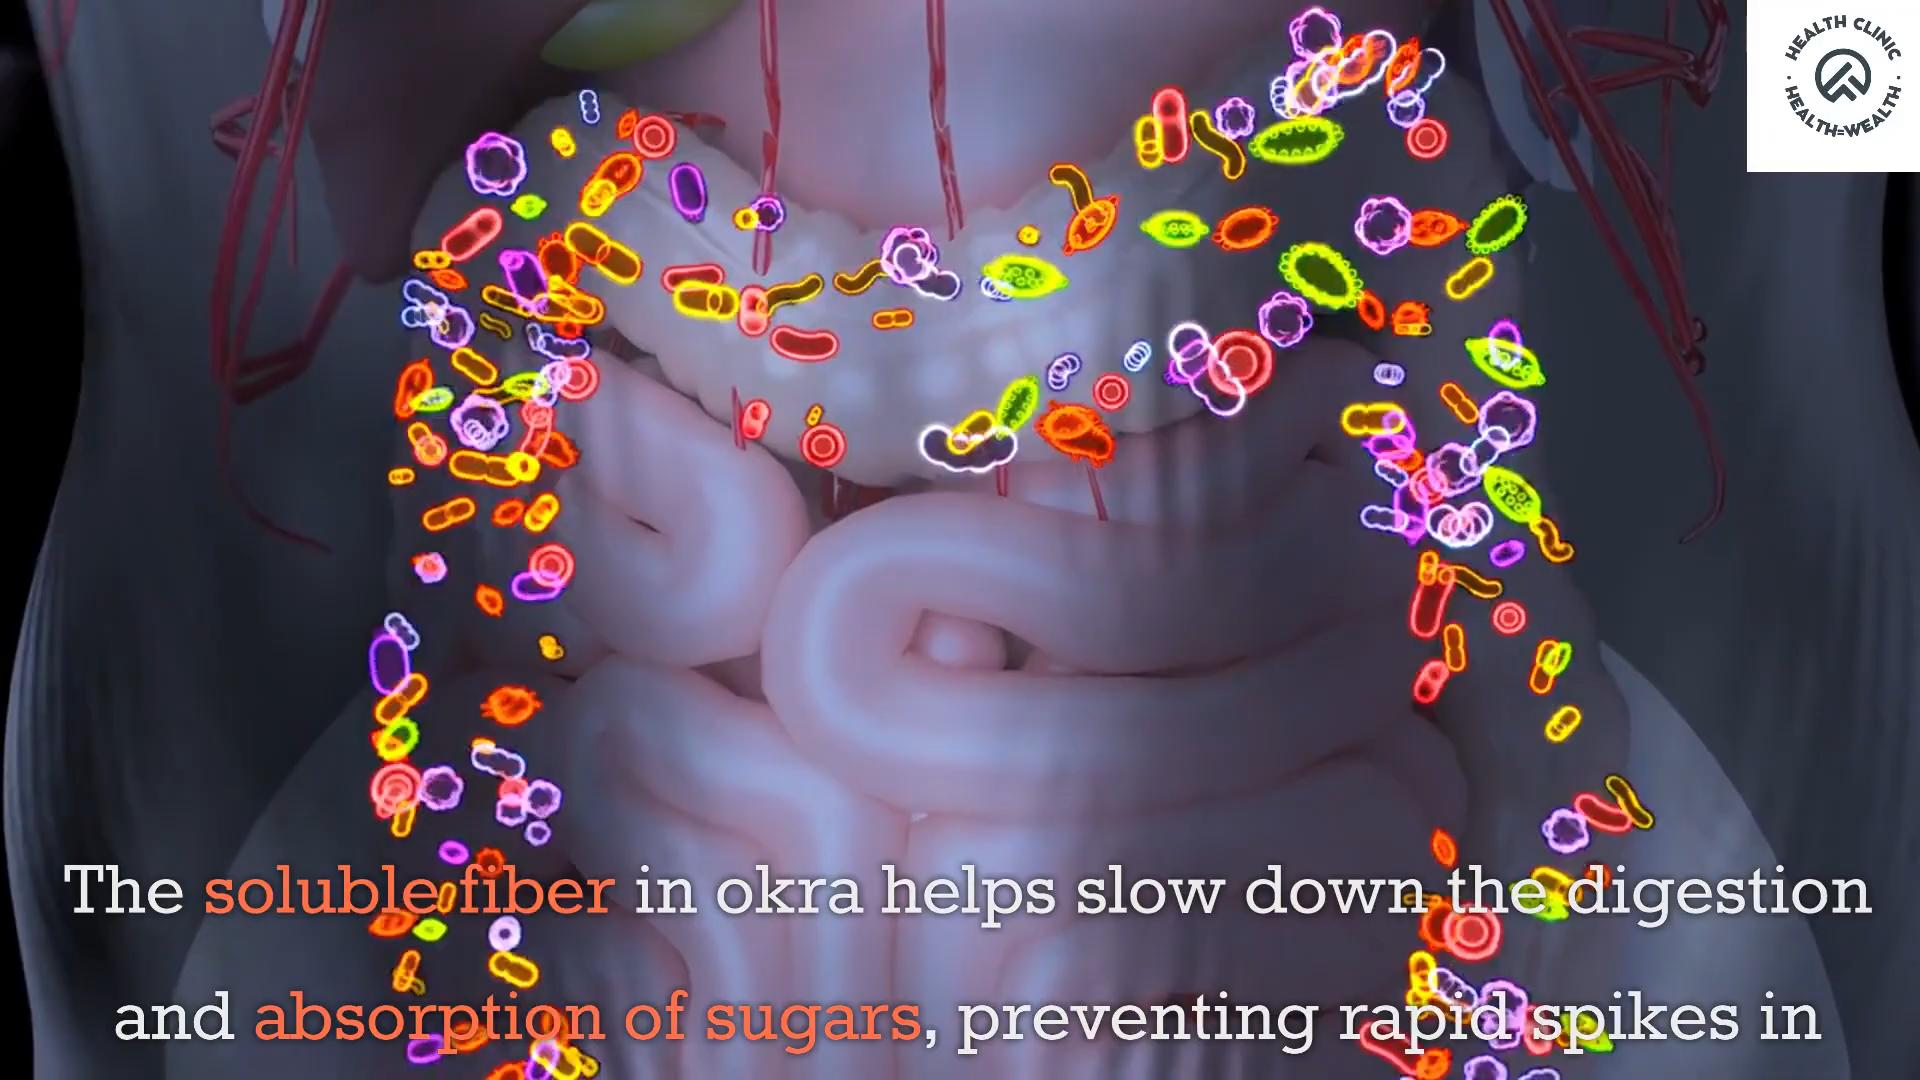 HEALTH CLINIC
HEALTH=WEALTH
The soluble fiber in okra helps slow down the digestion
and absorption of sugars, preventing rapid spikes in